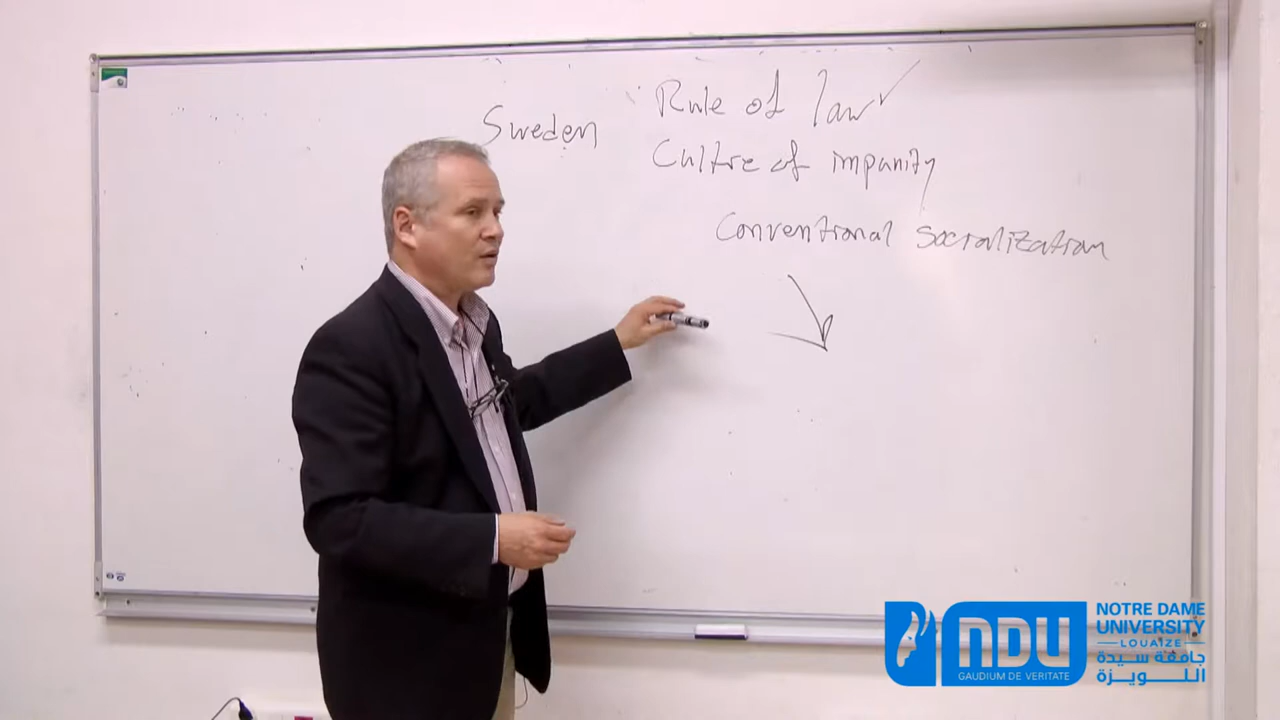 Sweden
Rule of law
Cultre of impunity
Conventional socialization
NDU
GAUDIUM DE VERITATE
NOTRE DAME
UNIVERSITY
LOUAIZE
جامعة سيدة
اللويزة